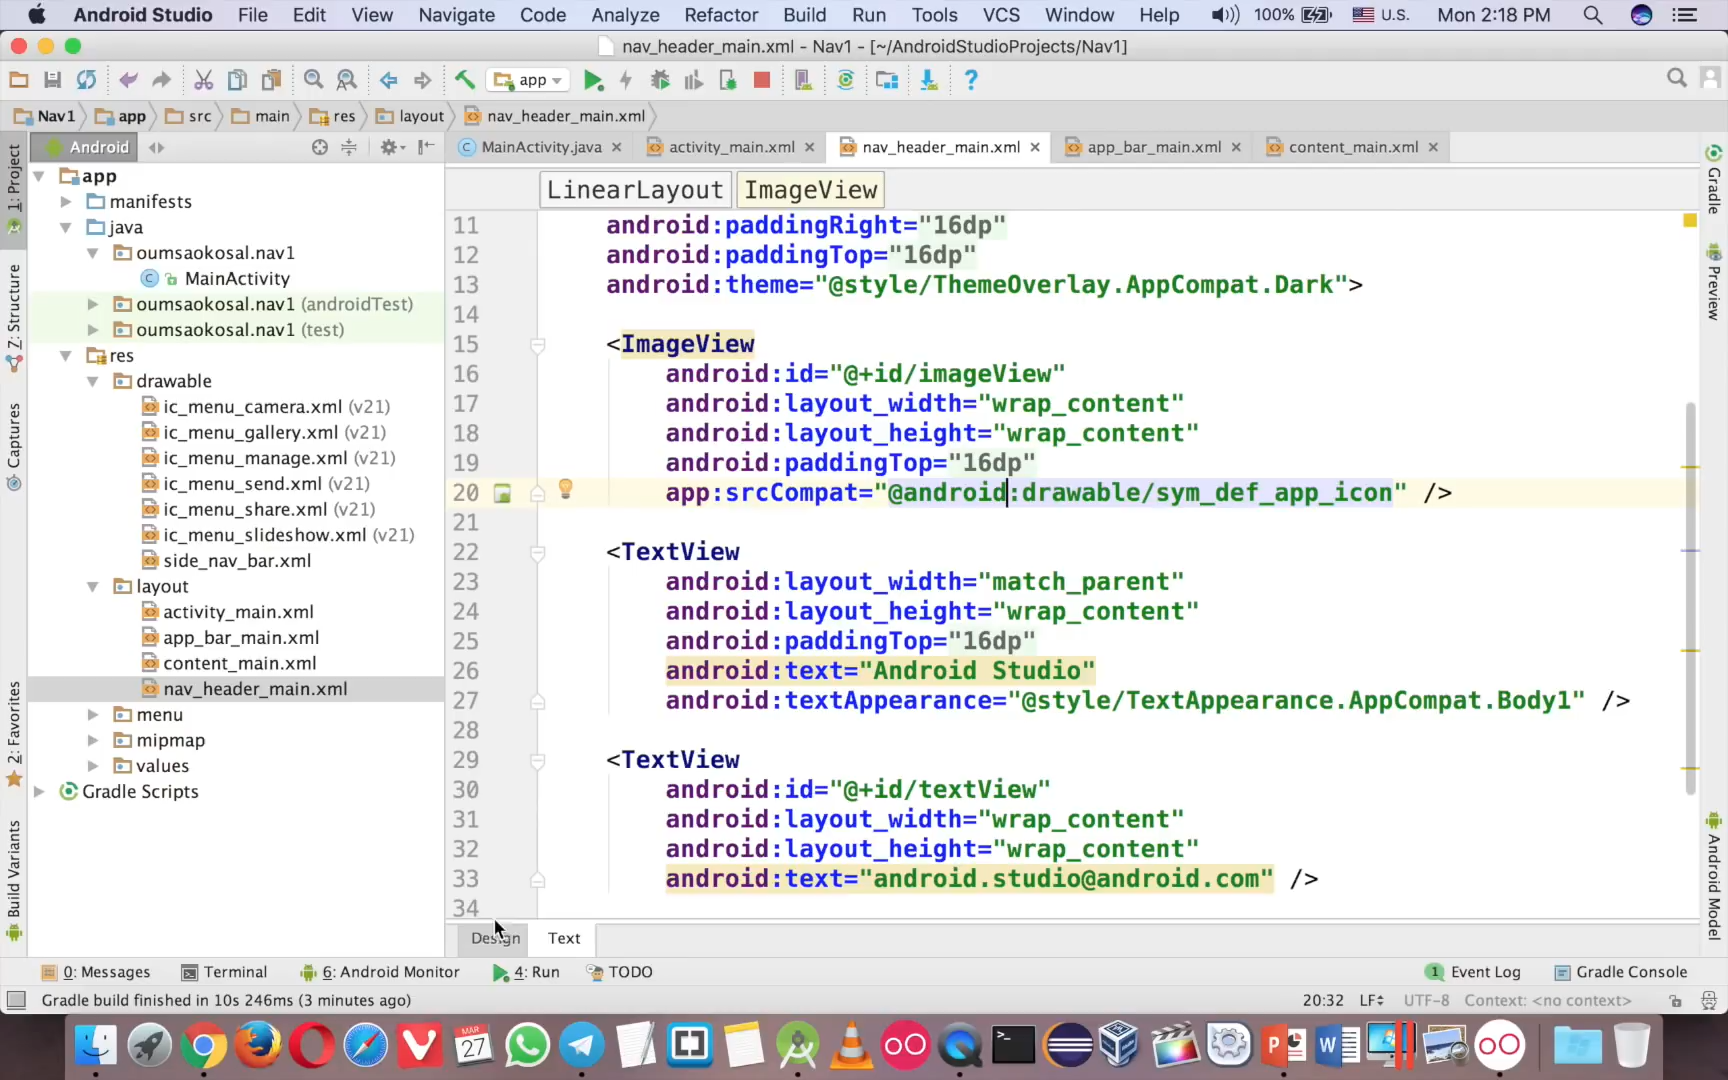 Android Studio File Edit View Navigate Code Analyze Refactor Build Run Tools VCS Window Help 100% U.S. Mon 2:18 PM
nav_header_main.xml - Nav1 - [~/AndroidStudioProjects/Nav1]
app
Nav1 app src main res layout nav_header_main.xml
Android MainActivity.java activity_main.xml nav_header_main.xml app_bar_main.xml content_main.xml
1: Project
Z: Structure
Captures
2: Favorites
Build Variants
app
manifests
java
oumsaokosal.nav1
MainActivity
oumsaokosal.nav1 (androidTest)
oumsaokosal.nav1 (test)
res
drawable
ic_menu_camera.xml (v21)
ic_menu_gallery.xml (v21)
ic_menu_manage.xml (v21)
ic_menu_send.xml (v21)
ic_menu_share.xml (v21)
ic_menu_slideshow.xml (v21)
side_nav_bar.xml
layout
activity_main.xml
app_bar_main.xml
content_main.xml
nav_header_main.xml
menu
mipmap
values
Gradle Scripts
LinearLayout ImageView
11 android:paddingRight="16dp"
12 android:paddingTop="16dp"
13 android:theme="@style/ThemeOverlay.AppCompat.Dark">
14
15 <ImageView
16 android:id="@+id/imageView"
17 android:layout_width="wrap_content"
18 android:layout_height="wrap_content"
19 android:paddingTop="16dp"
20 app:srcCompat="@android:drawable/sym_def_app_icon" />
21
22 <TextView
23 android:layout_width="match_parent"
24 android:layout_height="wrap_content"
25 android:paddingTop="16dp"
26 android:text="Android Studio"
27 android:textAppearance="@style/TextAppearance.AppCompat.Body1" />
28
29 <TextView
30 android:id="@+id/textView"
31 android:layout_width="wrap_content"
32 android:layout_height="wrap_content"
33 android:text="android.studio@android.com" />
34
Design Text
Gradle
Preview
Android Model
0: Messages Terminal 6: Android Monitor 4: Run TODO 1 Event Log Gradle Console
Gradle build finished in 10s 246ms (3 minutes ago) 20:32 LF UTF-8 Context: <no context>
MAR
27